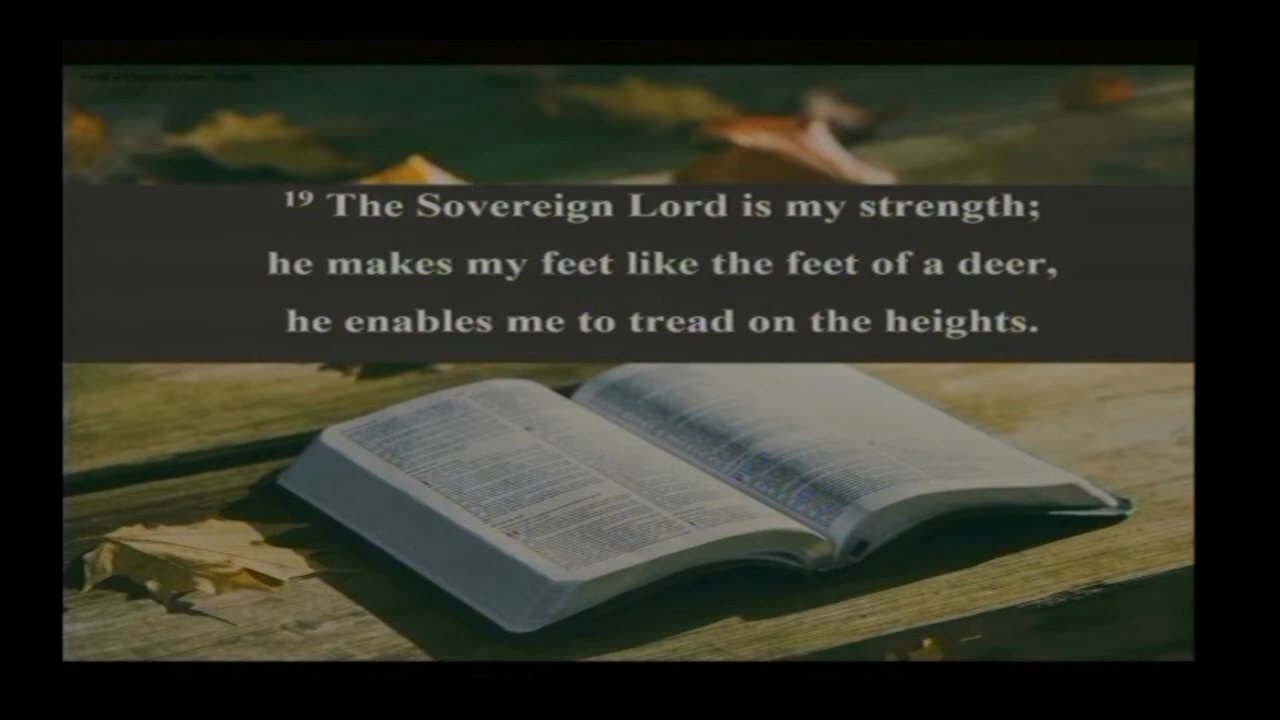 ¹⁹ The Sovereign Lord is my strength;
he makes my feet like the feet of a deer,
he enables me to tread on the heights.